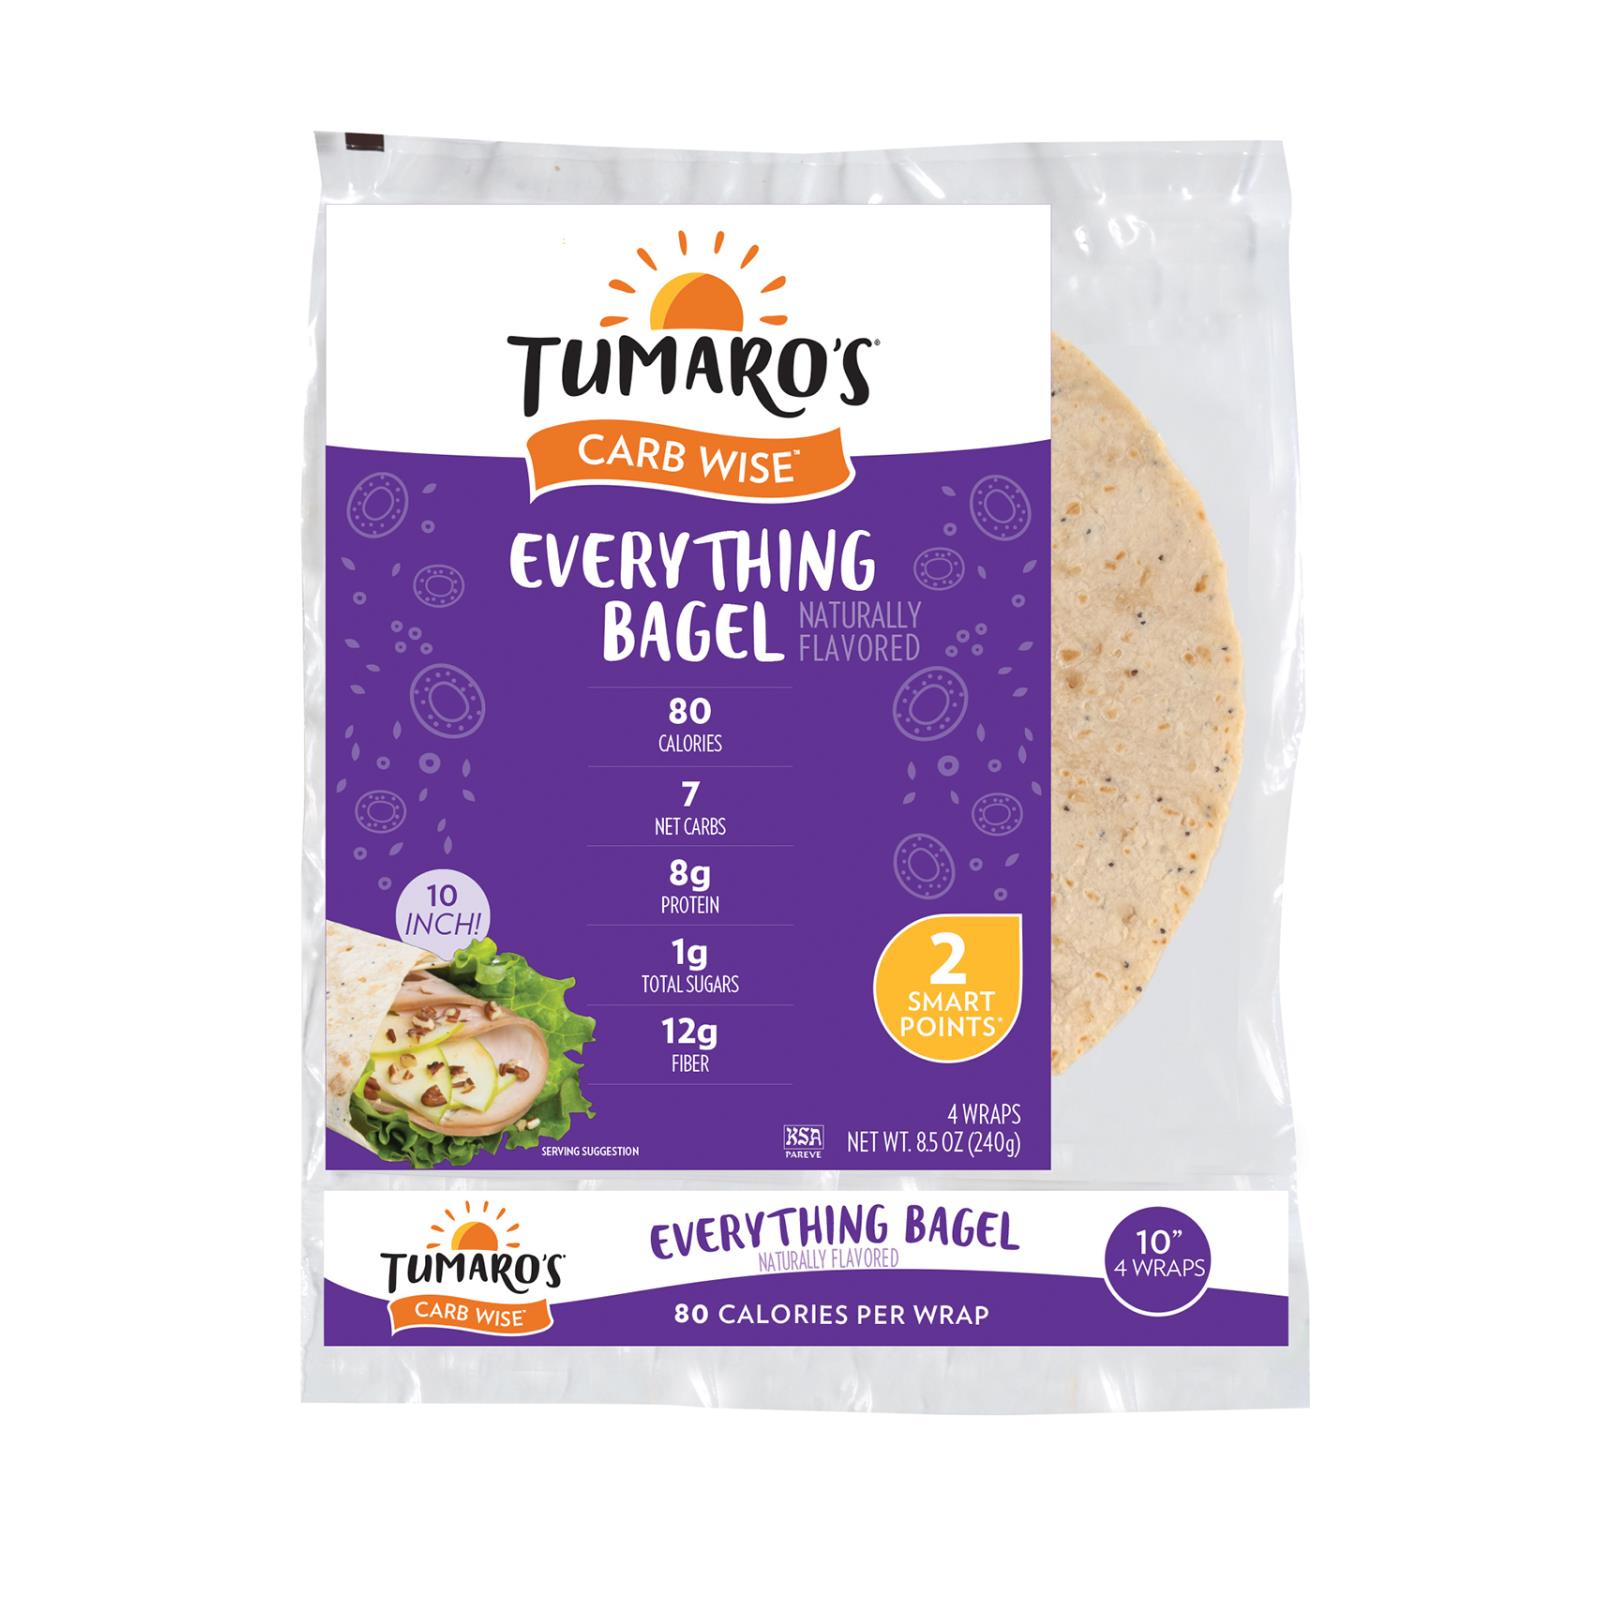 TUMARO'S®
CARB WISE™
EVERYTHING
BAGEL
NATURALLY
FLAVORED
80
CALORIES
7
NET CARBS
8g
PROTEIN
1g
TOTAL SUGARS
12g
FIBER
10
INCH!
2
SMART
POINTS*
SERVING SUGGESTION
KSA
PAREVE
4 WRAPS
NET WT. 8.5 OZ (240g)
TUMARO'S®
CARB WISE™
EVERYTHING BAGEL
NATURALLY FLAVORED
80 CALORIES PER WRAP
10”
4 WRAPS